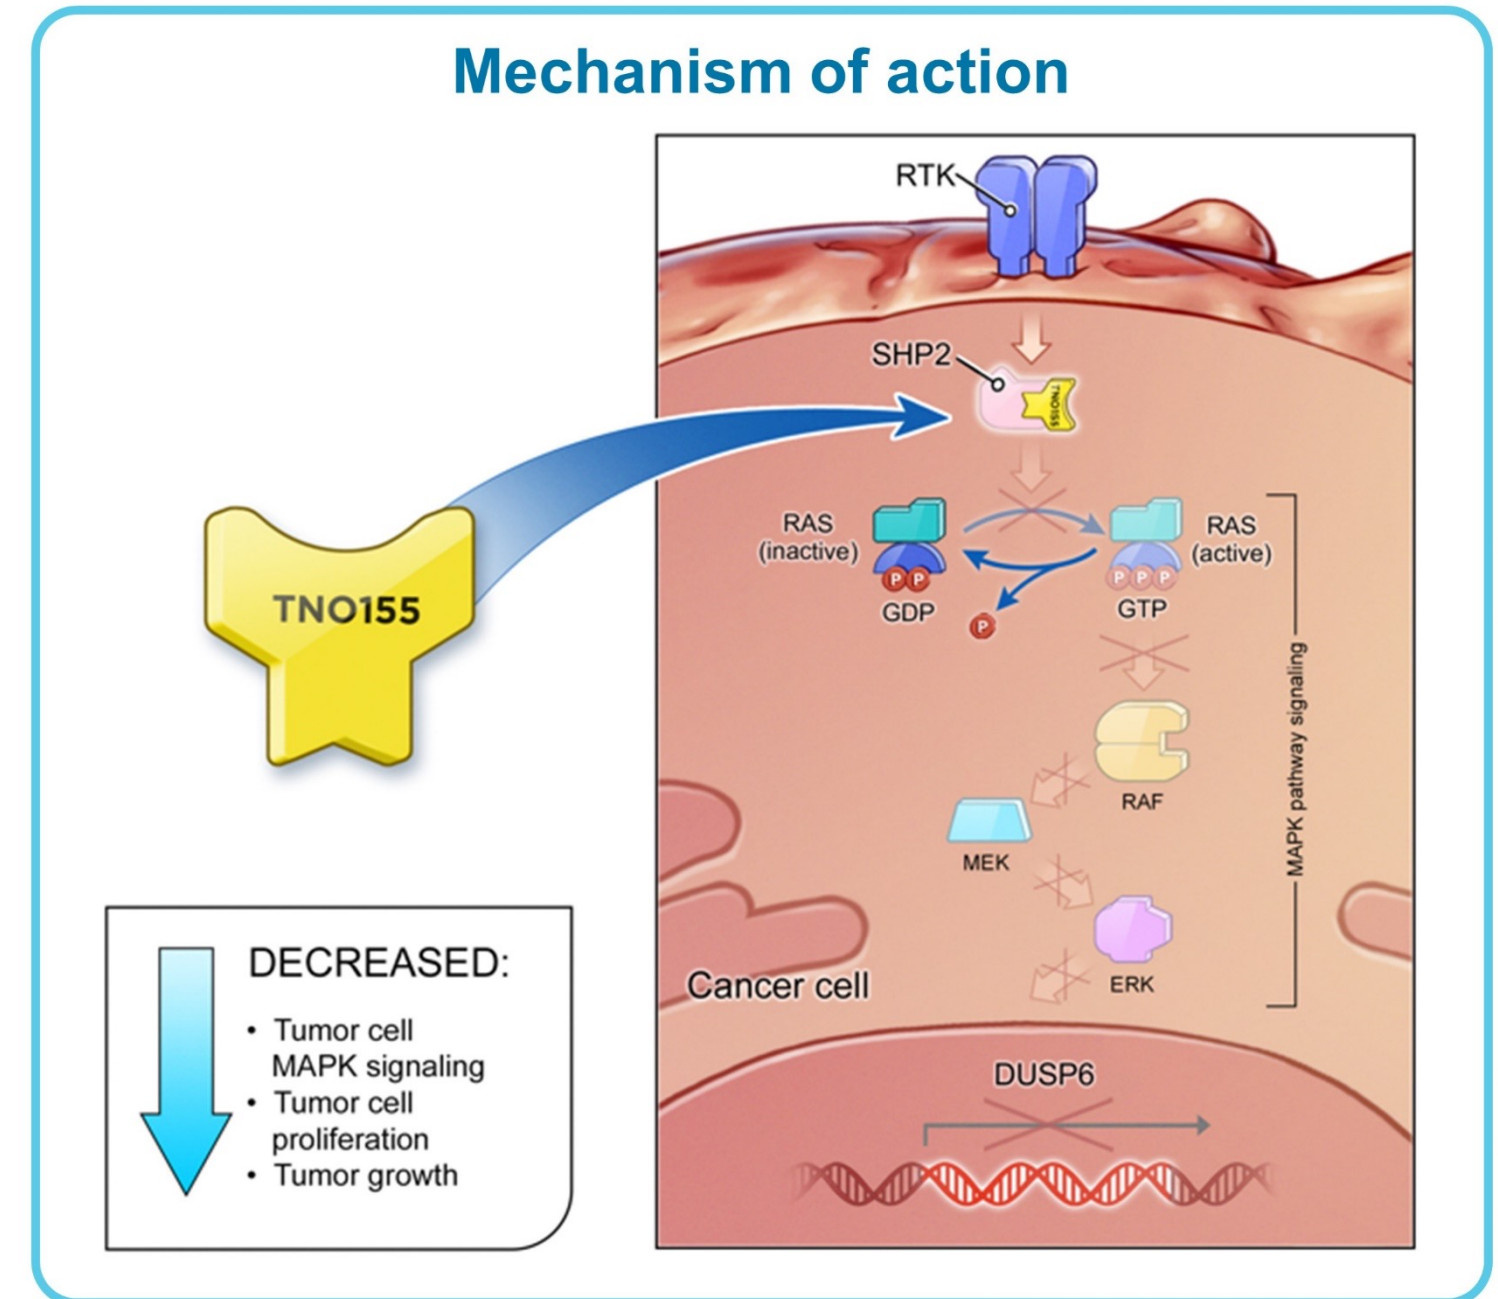 Mechanism of action
RTK
SHP2
TNO155
RAS
(inactive)
RAS
(active)
P P
P P P
GDP
GTP
P
TNO155
MAPK pathway signaling
RAF
MEK
ERK
Cancer cell
DECREASED:
• Tumor cell
MAPK signaling
• Tumor cell
proliferation
• Tumor growth
DUSP6